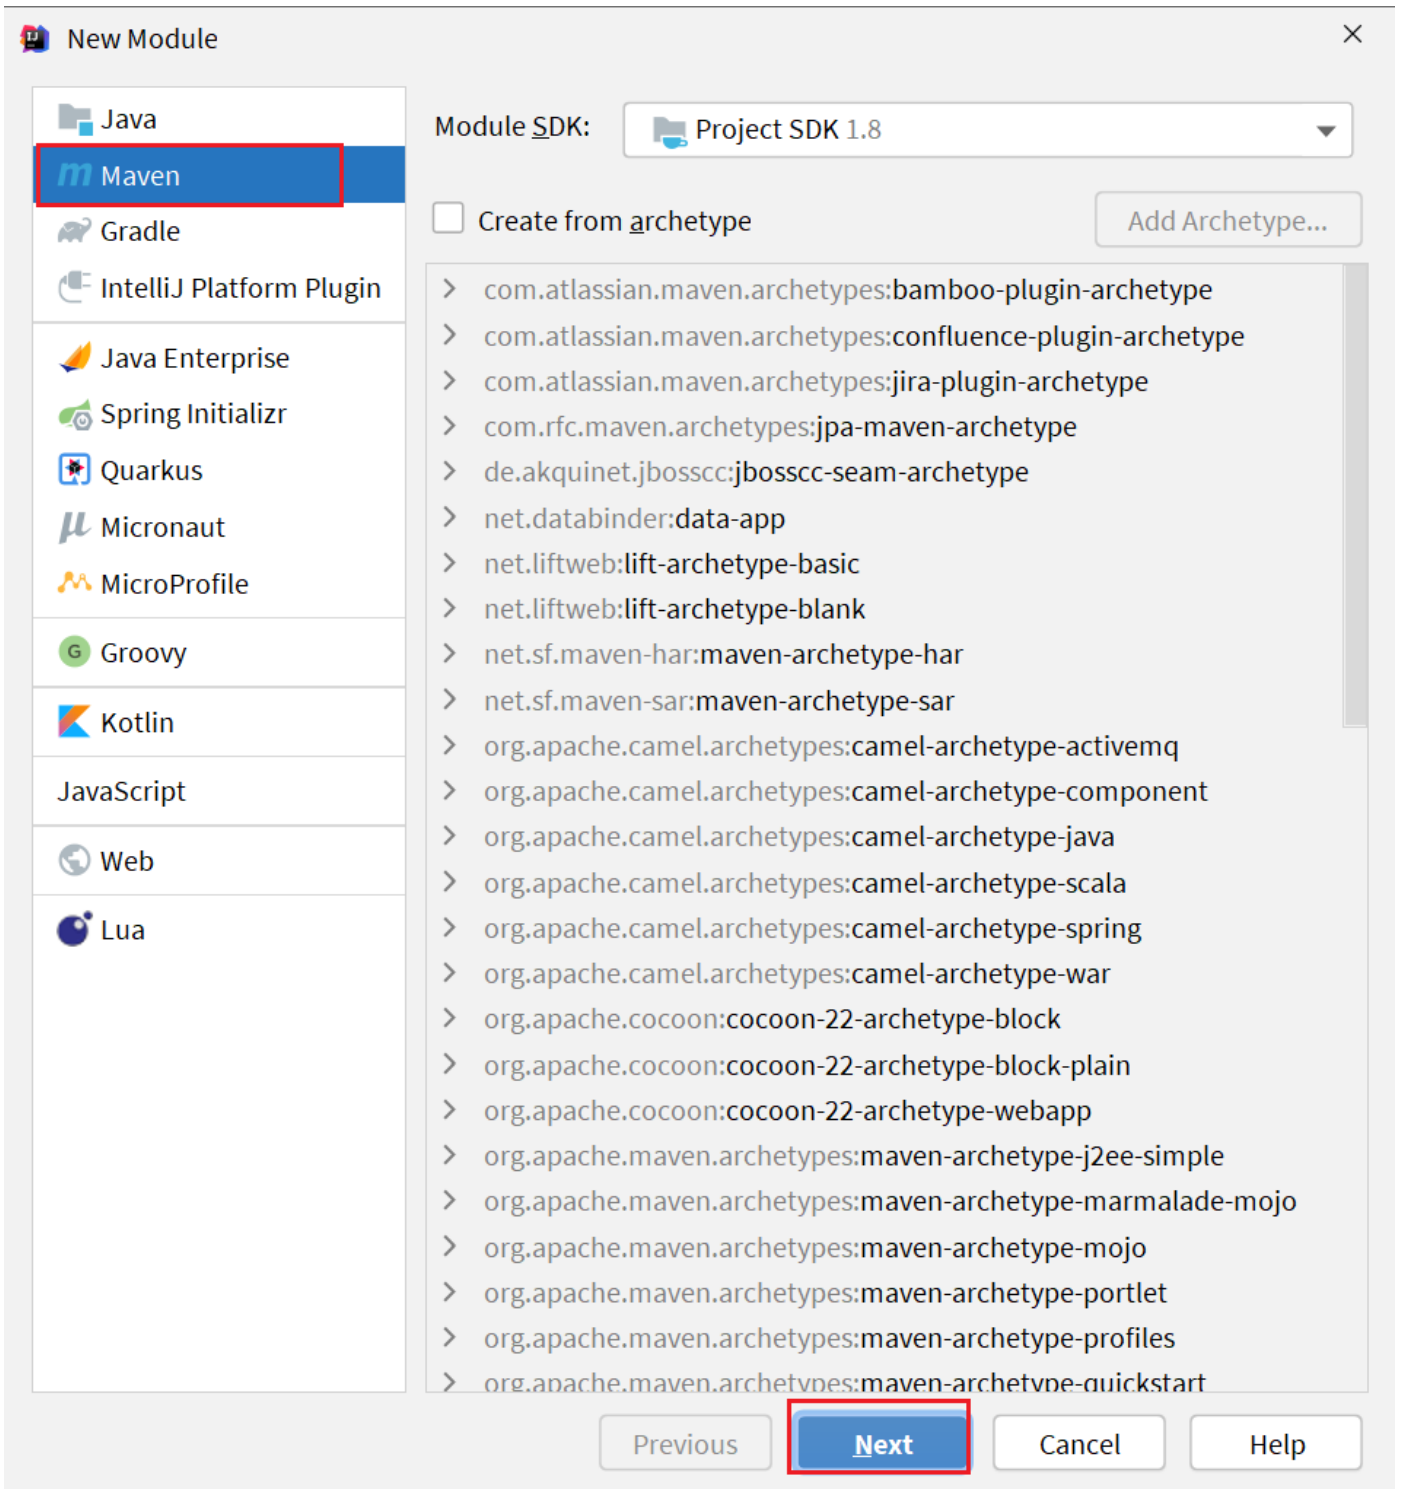 New Module
Java
Maven
Gradle
IntelliJ Platform Plugin
Java Enterprise
Spring Initializr
Quarkus
Micronaut
MicroProfile
Groovy
Kotlin
JavaScript
Web
Lua
Module SDK: Project SDK 1.8
Create from archetype Add Archetype...
com.atlassian.maven.archetypes:bamboo-plugin-archetype
com.atlassian.maven.archetypes:confluence-plugin-archetype
com.atlassian.maven.archetypes:jira-plugin-archetype
com.rfc.maven.archetypes:jpa-maven-archetype
de.akquinet.jbosscc:jbosscc-seam-archetype
net.databinder:data-app
net.liftweb:lift-archetype-basic
net.liftweb:lift-archetype-blank
net.sf.maven-har:maven-archetype-har
net.sf.maven-sar:maven-archetype-sar
org.apache.camel.archetypes:camel-archetype-activemq
org.apache.camel.archetypes:camel-archetype-component
org.apache.camel.archetypes:camel-archetype-java
org.apache.camel.archetypes:camel-archetype-scala
org.apache.camel.archetypes:camel-archetype-spring
org.apache.camel.archetypes:camel-archetype-war
org.apache.cocoon:cocoon-22-archetype-block
org.apache.cocoon:cocoon-22-archetype-block-plain
org.apache.cocoon:cocoon-22-archetype-webapp
org.apache.maven.archetypes:maven-archetype-j2ee-simple
org.apache.maven.archetypes:maven-archetype-marmalade-mojo
org.apache.maven.archetypes:maven-archetype-mojo
org.apache.maven.archetypes:maven-archetype-portlet
org.apache.maven.archetypes:maven-archetype-profiles
org.apache.maven.archetypes:maven-archetype-quickstart
Previous Next Cancel Help